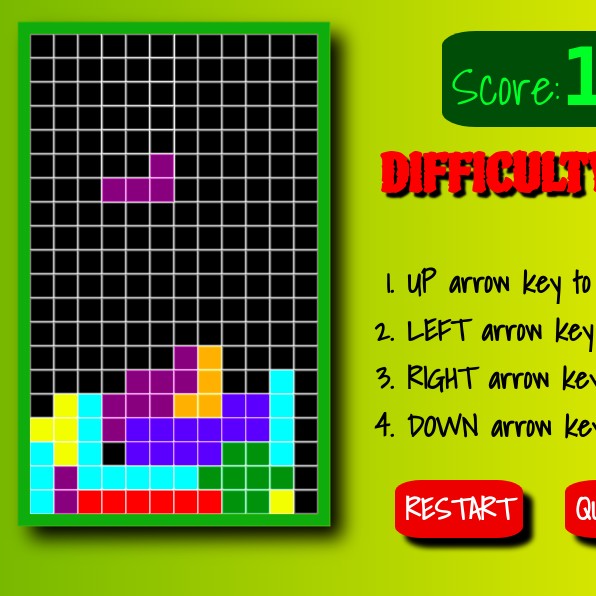 Score:1
DIFFICULTY
1. UP arrow key to
2. LEFT arrow key
3. RIGHT arrow key
4. DOWN arrow key
RESTART